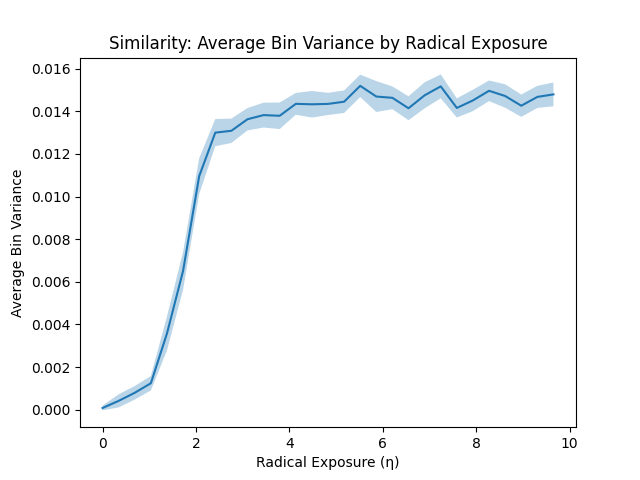 Similarity: Average Bin Variance by Radical Exposure
0.016
0.014
0.012
0.010
0.008
0.006
0.004
0.002
0.000
Average Bin Variance
0 2 4 6 8 10
Radical Exposure (η)